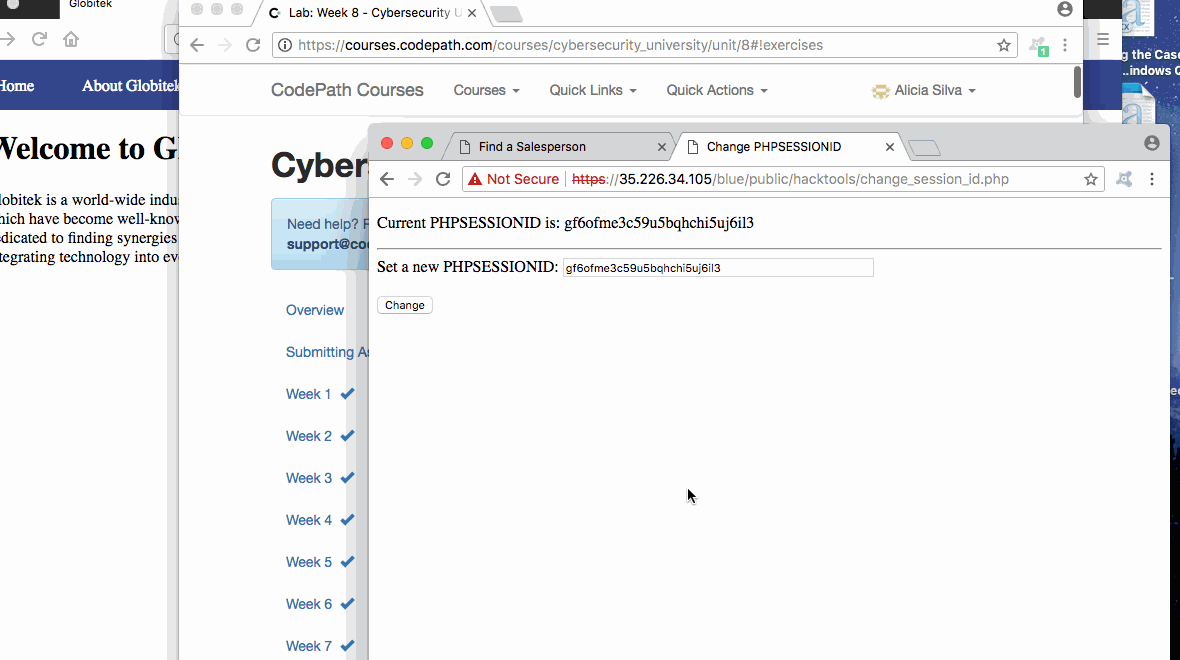 Globitek
Home
About Globitek
Welcome to G
lobitek is a world-wide indu
hich have become well-know
dicated to finding synergies
tegrating technology into ev
Lab: Week 8 - Cybersecurity U
https://courses.codepath.com/courses/cybersecurity_university/unit/8#!exercises
1
CodePath Courses
Courses
Quick Links
Quick Actions
Alicia Silva
Cybers
Need help? P
support@co
Overview
Submitting As
Week 1
Week 2
Week 3
Week 4
Week 5
Week 6
Week 7
Find a Salesperson
Change PHPSESSIONID
Not Secure
https://35.226.34.105/blue/public/hacktools/change_session_id.php
Current PHPSESSIONID is: gf6ofme3c59u5bqhchi5uj6il3
Set a new PHPSESSIONID: gf6ofme3c59u5bqhchi5uj6il3
Change
g the Case
...indows Q